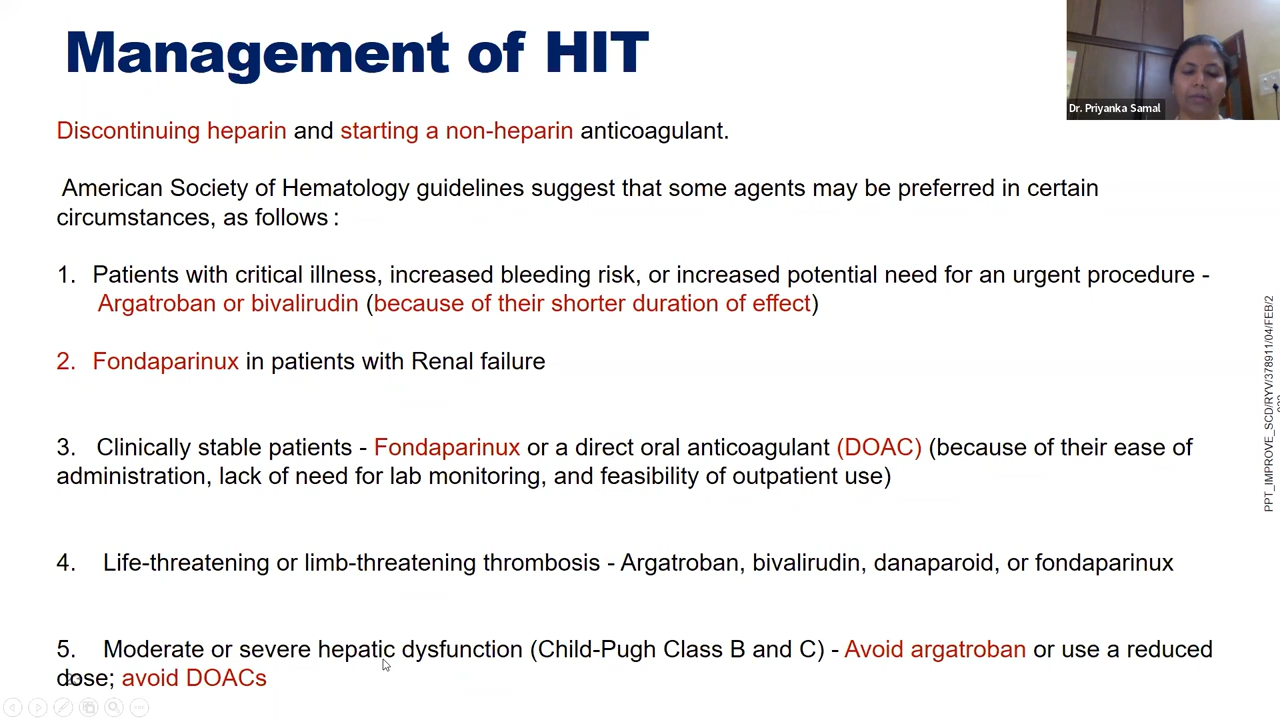 Management of HIT
Dr. Priyanka Samal
Discontinuing heparin and starting a non-heparin anticoagulant.
American Society of Hematology guidelines suggest that some agents may be preferred in certain
circumstances, as follows :
1. Patients with critical illness, increased bleeding risk, or increased potential need for an urgent procedure -
Argatroban or bivalirudin (because of their shorter duration of effect)
2. Fondaparinux in patients with Renal failure
3. Clinically stable patients - Fondaparinux or a direct oral anticoagulant (DOAC) (because of their ease of
administration, lack of need for lab monitoring, and feasibility of outpatient use)
4. Life-threatening or limb-threatening thrombosis - Argatroban, bivalirudin, danaparoid, or fondaparinux
5. Moderate or severe hepatic dysfunction (Child-Pugh Class B and C) - Avoid argatroban or use a reduced
dose; avoid DOACs
PPT_IMPROVE_SCD/RYV/378911/04/FEB/2